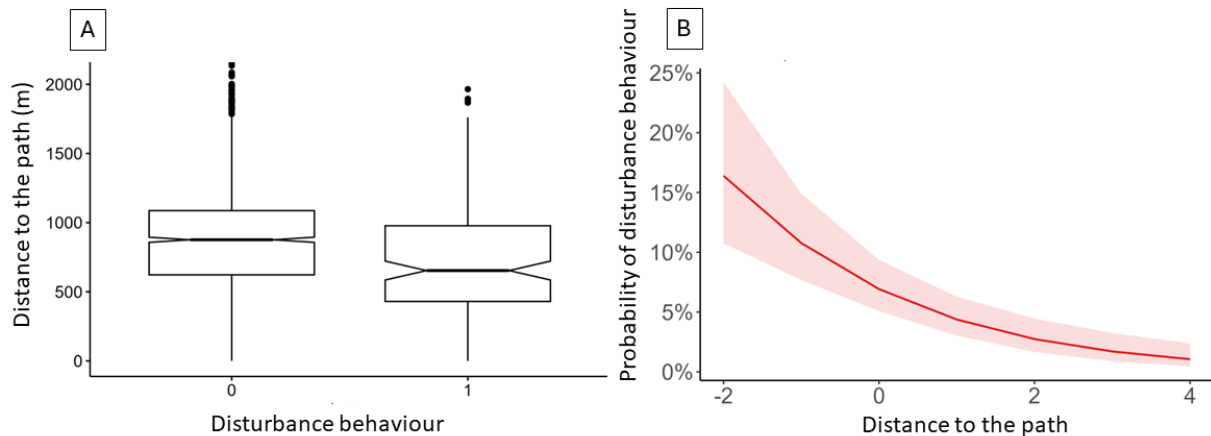 A
Distance to the path (m)
2000
1500
1000
500
0
0
1
Disturbance behaviour
B
Probability of disturbance behaviour
25%
20%
15%
10%
5%
0%
-2
0
2
4
Distance to the path